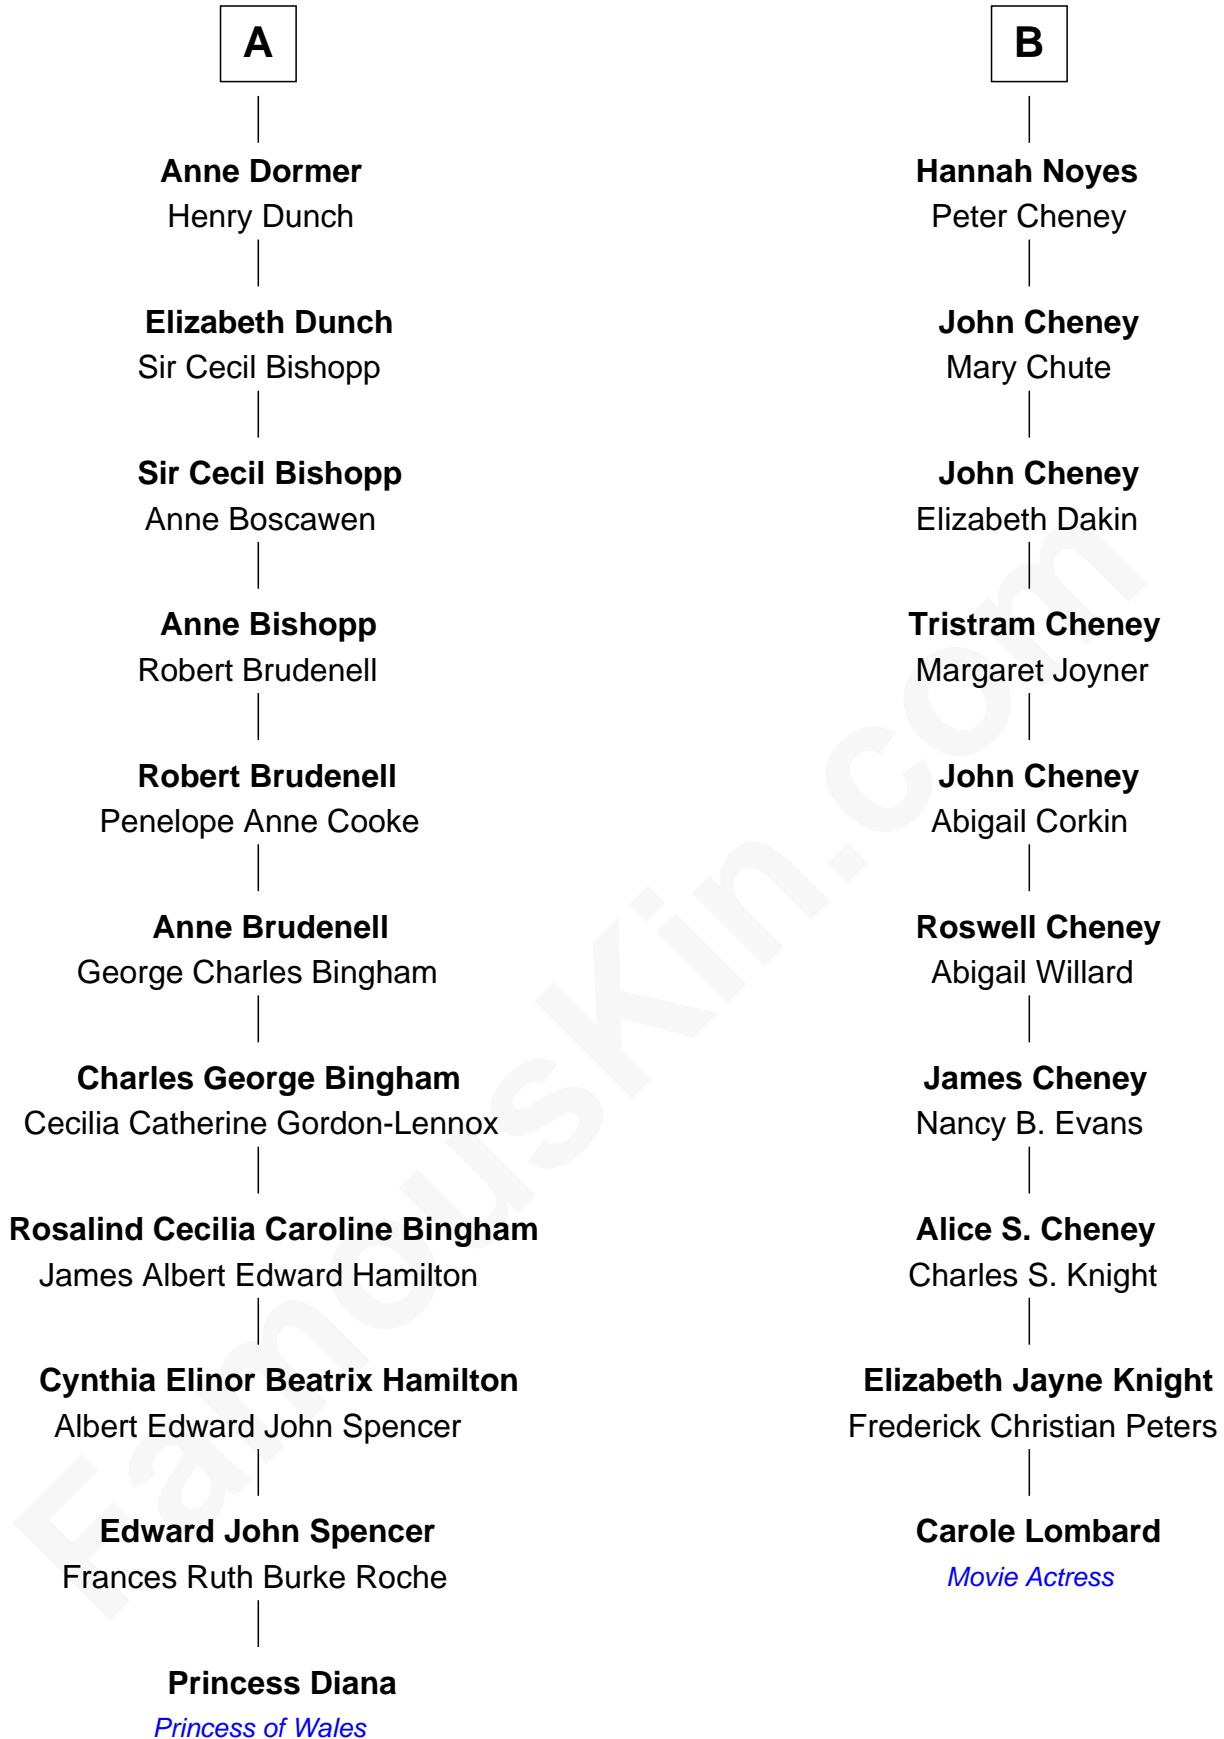 A
Anne Dormer
Henry Dunch
Elizabeth Dunch
Sir Cecil Bishopp
Sir Cecil Bishopp
Anne Boscawen
Anne Bishopp
Robert Brudenell
Robert Brudenell
Penelope Anne Cooke
Anne Brudenell
George Charles Bingham
Charles George Bingham
Cecilia Catherine Gordon-Lennox
Rosalind Cecilia Caroline Bingham
James Albert Edward Hamilton
Cynthia Elinor Beatrix Hamilton
Albert Edward John Spencer
Edward John Spencer
Frances Ruth Burke Roche
Princess Diana
Princess of Wales
B
Hannah Noyes
Peter Cheney
John Cheney
Mary Chute
John Cheney
Elizabeth Dakin
Tristram Cheney
Margaret Joyner
John Cheney
Abigail Corkin
Roswell Cheney
Abigail Willard
James Cheney
Nancy B. Evans
Alice S. Cheney
Charles S. Knight
Elizabeth Jayne Knight
Frederick Christian Peters
Carole Lombard
Movie Actress
FamousKin.com